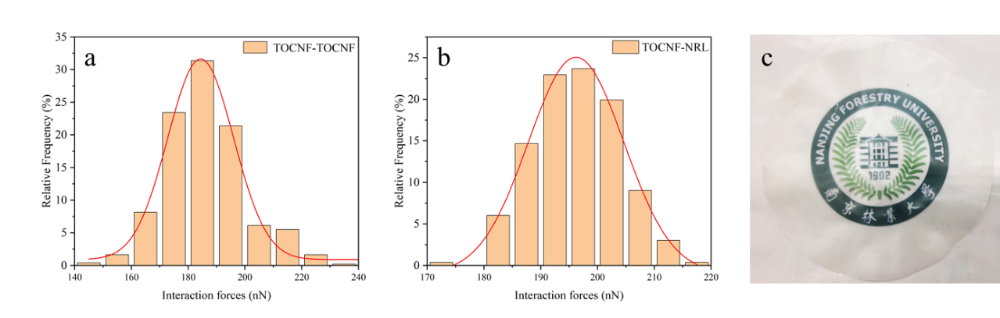 a
TOCNF-TOCNF
Relative Frequency (%)
35
30
25
20
15
10
5
0
140 160 180 200 220 240
Interaction forces (nN)
b
TOCNF-NRL
Relative Frequency (%)
25
20
15
10
5
0
170 180 190 200 210 220
Interaction forces (nN)
c
NANJING FORESTRY UNIVERSITY
1902
南京林業大學